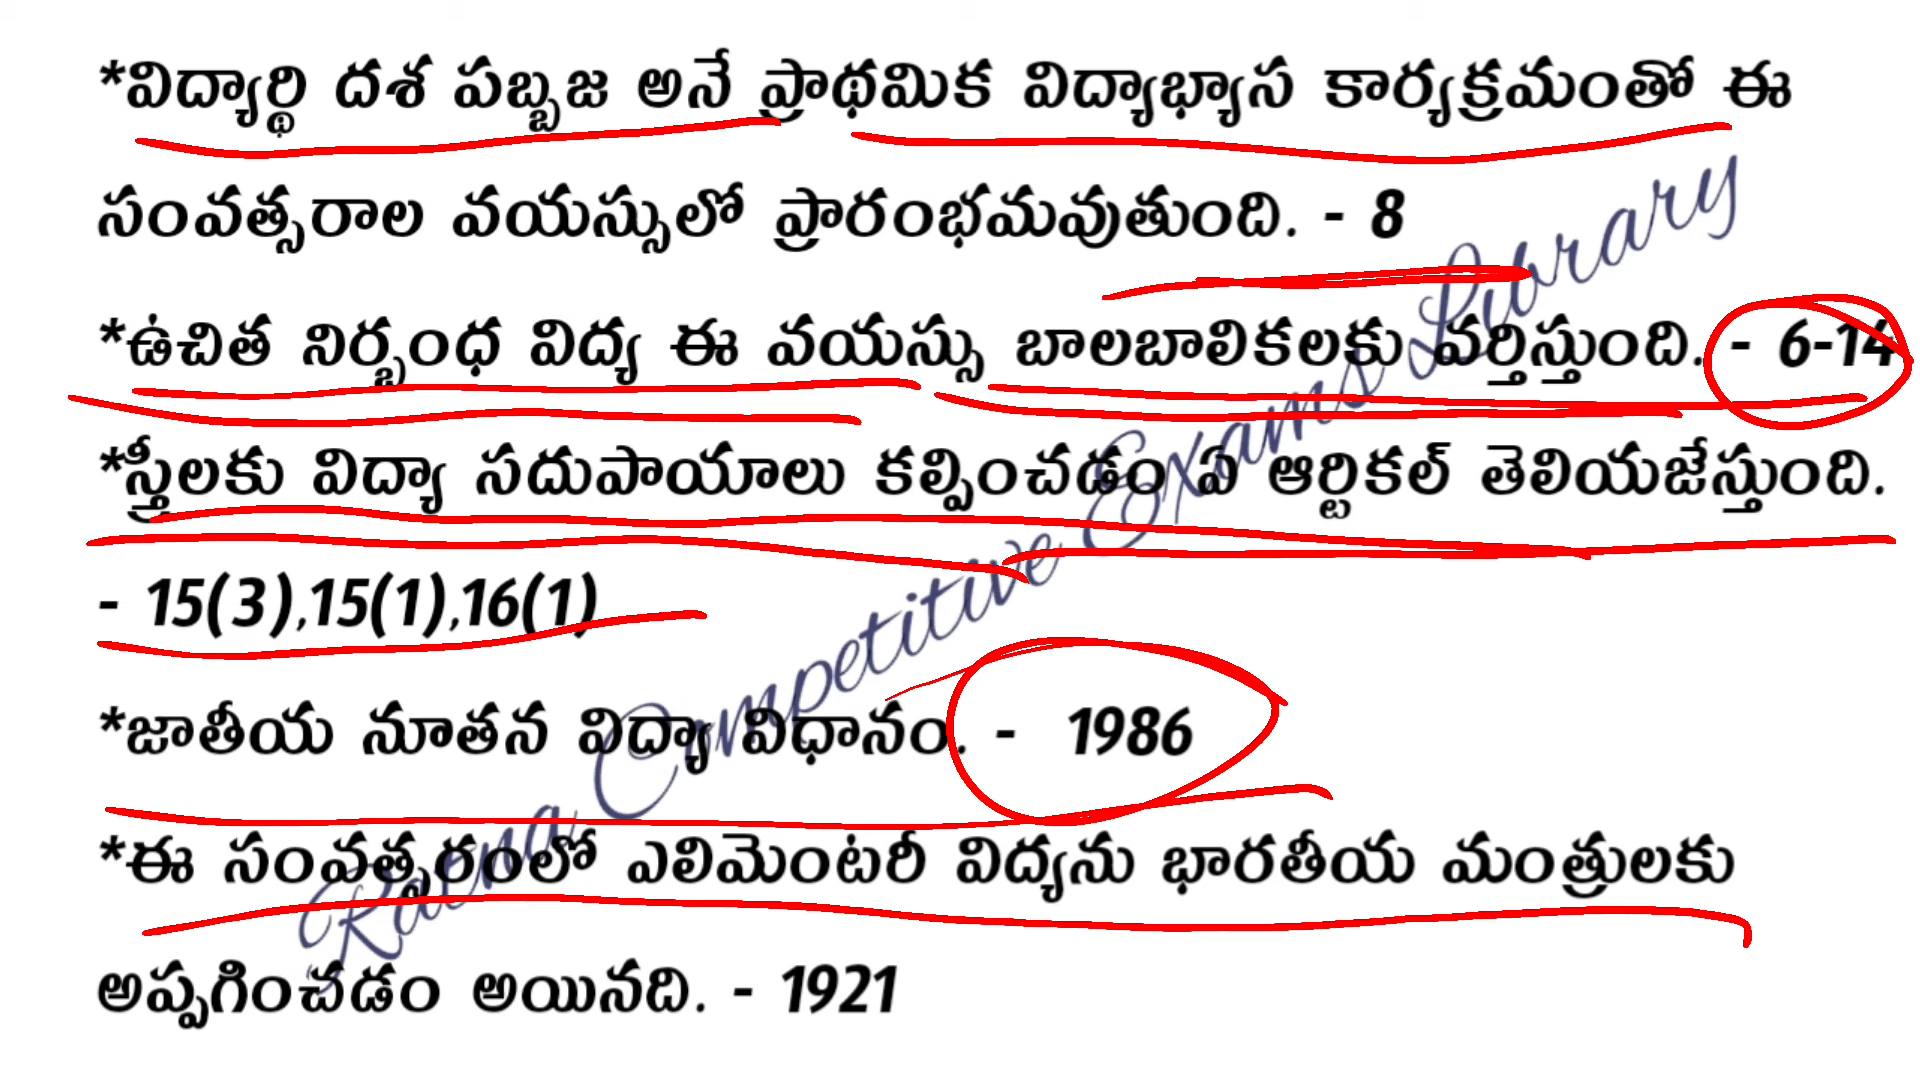 *విద్యార్థి దశ పబ్బజ అనే ప్రాథమిక విద్యాభ్యాస కార్యక్రమంతో ఈ
సంవత్సరాల వయస్సులో ప్రారంభమవుతుంది. - 8
*ఉచిత నిర్బంధ విద్య ఈ వయస్సు బాలబాలికలకు వర్తిస్తుంది. - 6-14
*స్త్రీలకు విద్యా సదుపాయాలు కల్పించడం ఏ ఆర్టికల్ తెలియజేస్తుంది.
- 15(3),15(1),16(1)
*జాతీయ నూతన విద్యా విధానం. - 1986
*ఈ సంవత్సరంలో ఎలిమెంటరీ విద్యను భారతీయ మంత్రులకు
అప్పగించడం అయినది. - 1921
Ratna Competitive Exams Library